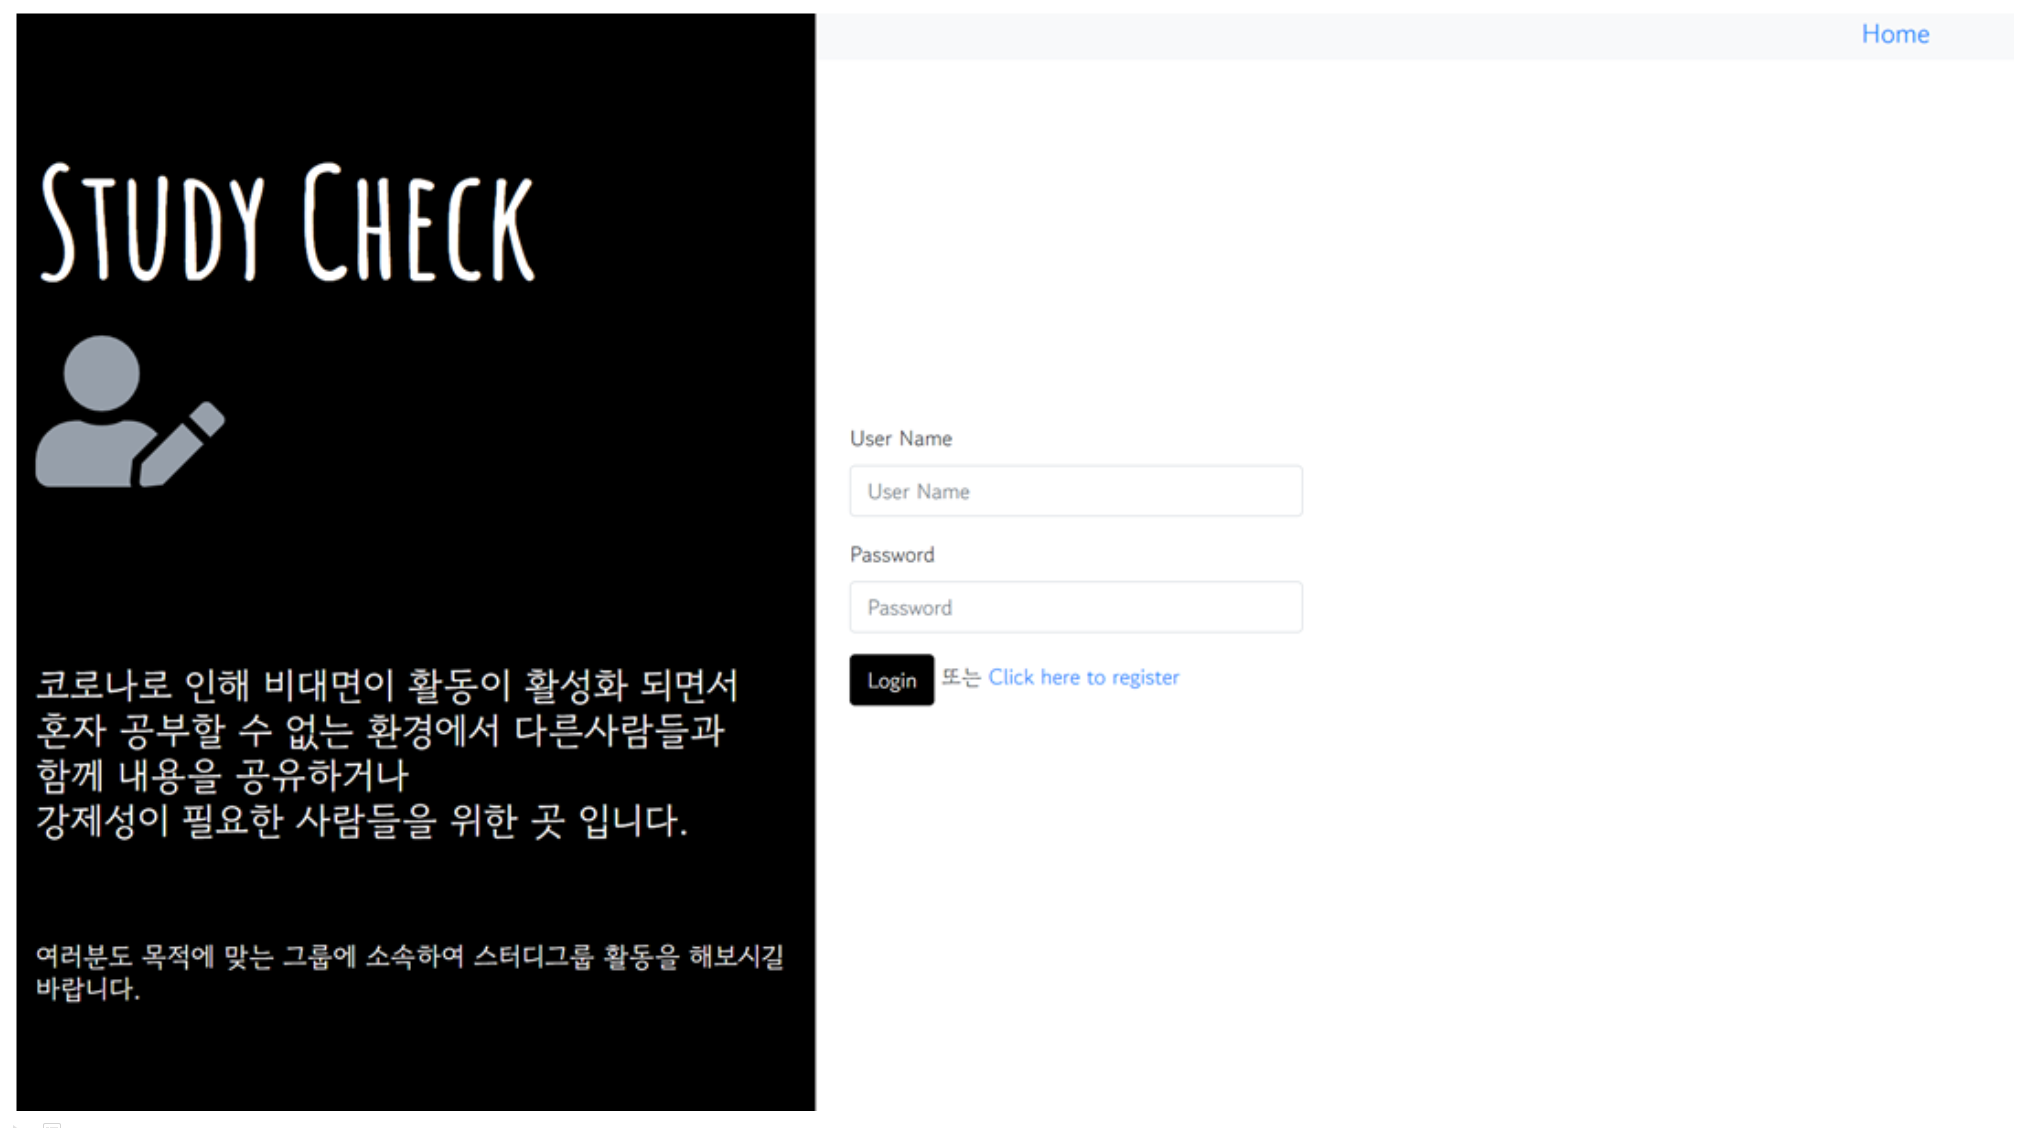 Home
STUDY CHECK
코로나로 인해 비대면이 활동이 활성화 되면서
혼자 공부할 수 없는 환경에서 다른사람들과
함께 내용을 공유하거나
강제성이 필요한 사람들을 위한 곳 입니다.
여러분도 목적에 맞는 그룹에 소속하여 스터디그룹 활동을 해보시길
바랍니다.
User Name
User Name
Password
Password
Login 또는 Click here to register